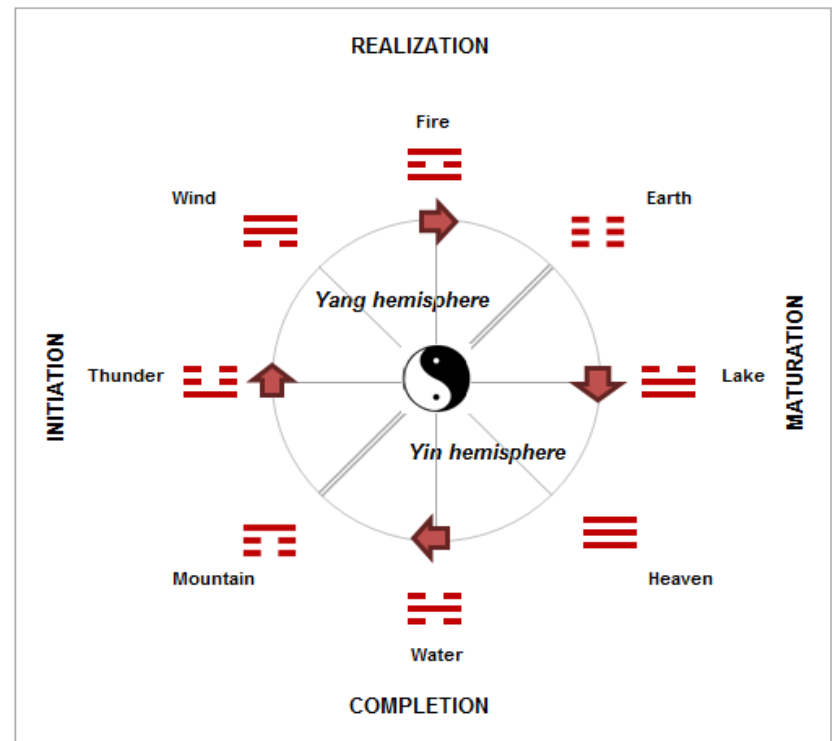 REALIZATION
Fire
Wind
Earth
Yang hemisphere
INITIATION
Thunder
Lake
MATURATION
Yin hemisphere
Mountain
Heaven
Water
COMPLETION